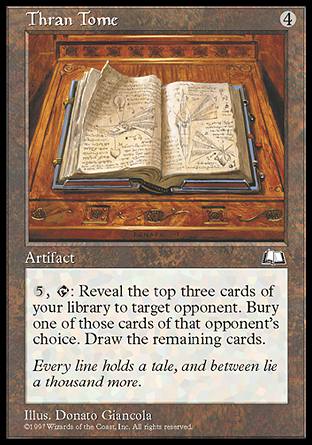 Thran Tome 4
Artifact
5, : Reveal the top three cards of
your library to target opponent. Bury
one of those cards of that opponent's
choice. Draw the remaining cards.
Every line holds a tale, and between lie
a thousand more.
Illus. Donato Giancola
©1997 Wizards of the Coast, Inc. All rights reserved.